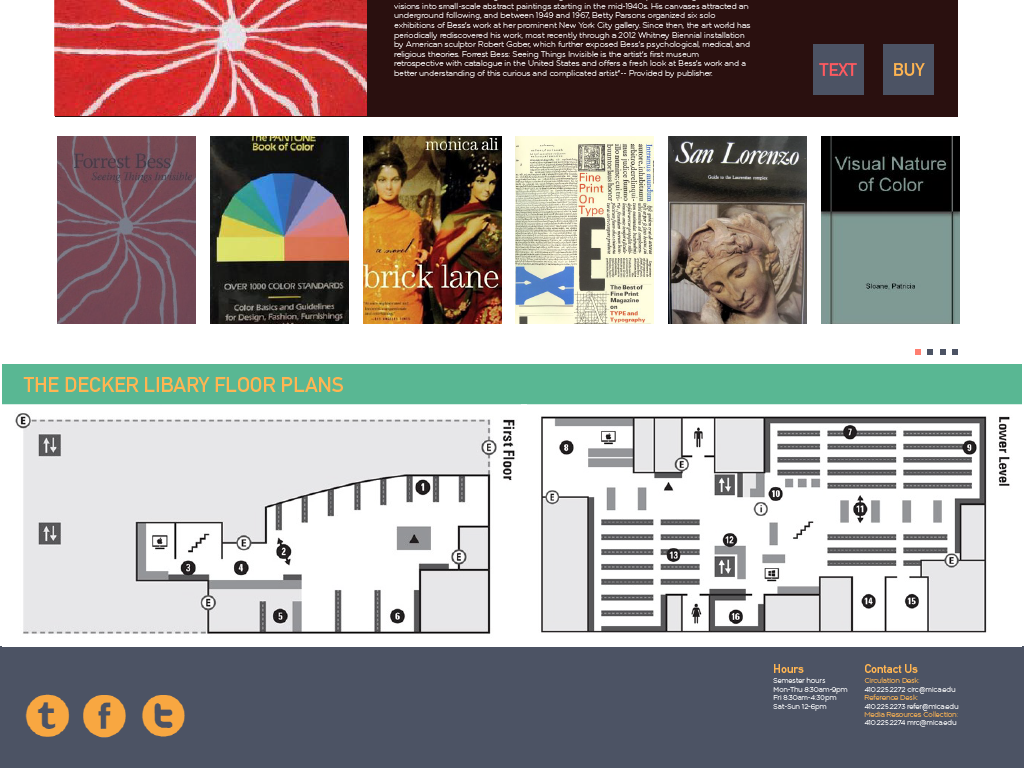 visions into small-scale abstract paintings starting in the mid-1940s. His canvases attracted an
underground following, and between 1949 and 1967, Betty Parsons organized six solo
exhibitions of Bess's work at her prominent New York City gallery. Since then, the art world has
periodically rediscovered his work, most recently through a 2012 Whitney Biennial installation
by American sculptor Robert Gober, which further exposed Bess's psychological, medical, and
religious theories. Forrest Bess: Seeing Things Invisible is the artist's first museum
retrospective with catalogue in the United States and offers a fresh look at Bess's work and a
better understanding of this curious and complicated artist"-- Provided by publisher.
TEXT
BUY
Forrest Bess
Seeing Things Invisible
The PANTONE
Book of Color
OVER 1000 COLOR STANDARDS
Color Basics and Guidelines
for Design, Fashion, Furnishings
monica ali
a novel
brick lane
Fine
Print
On
Type
E
The Best of
Fine Print
Magazine
on
TYPE and
Typography
San Lorenzo
Guide to the Laurentian complex
Visual Nature
of Color
Sloane, Patricia
THE DECKER LIBARY FLOOR PLANS
First Floor
E
E
1
2
E
3
4
E
E
5
6
Lower Level
7
8
9
E
E
10
i
11
12
13
E
14
15
16
Hours
Semester hours
Mon-Thu 8:30am-9pm
Fri 8:30am-4:30pm
Sat-Sun 12-6pm
Contact Us
Circulation Desk:
410.225.2272 circ@mica.edu
Reference Desk:
410.225.2273 refer@mica.edu
Media Resources Collection:
410.225.2274 mrc@mica.edu
t
f
t